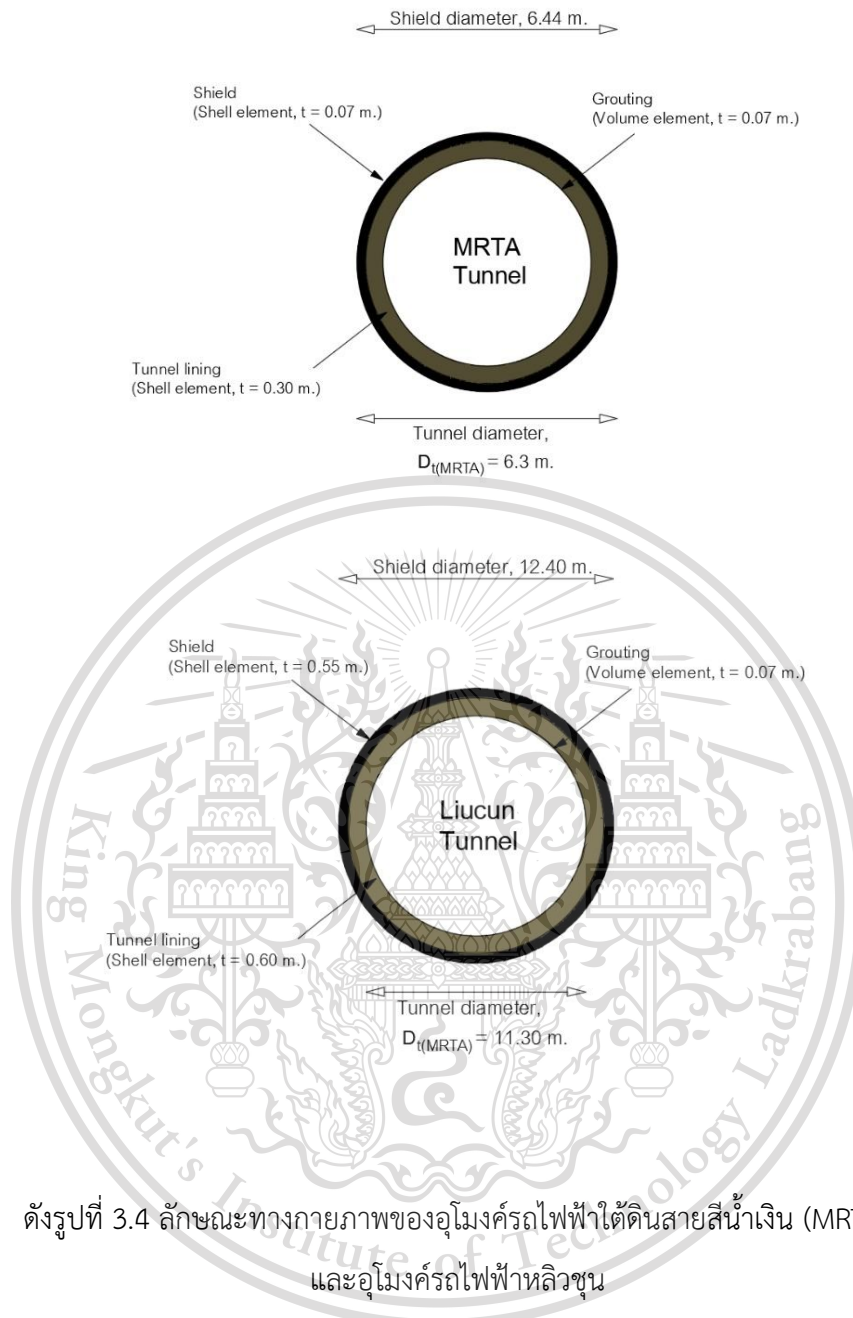 Shield diameter, 6.44 m.
Shield
(Shell element, t = 0.07 m.)
Grouting
(Volume element, t = 0.07 m.)
MRTA
Tunnel
Tunnel lining
(Shell element, t = 0.30 m.)
Tunnel diameter,
Dt(MRTA) = 6.3 m.
Shield diameter, 12.40 m.
Shield
(Shell element, t = 0.55 m.)
Grouting
(Volume element, t = 0.07 m.)
Liucun
Tunnel
Tunnel lining
(Shell element, t = 0.60 m.)
Tunnel diameter,
Dt(MRTA) = 11.30 m.
King Mongkut's Institute of Technology Ladkrabang
ดังรูปที่ 3.4 ลักษณะทางกายภาพของอุโมงค์รถไฟฟ้าใต้ดินสายสีน้ำเงิน (MRT
และอุโมงค์รถไฟฟ้าหลิวชุน